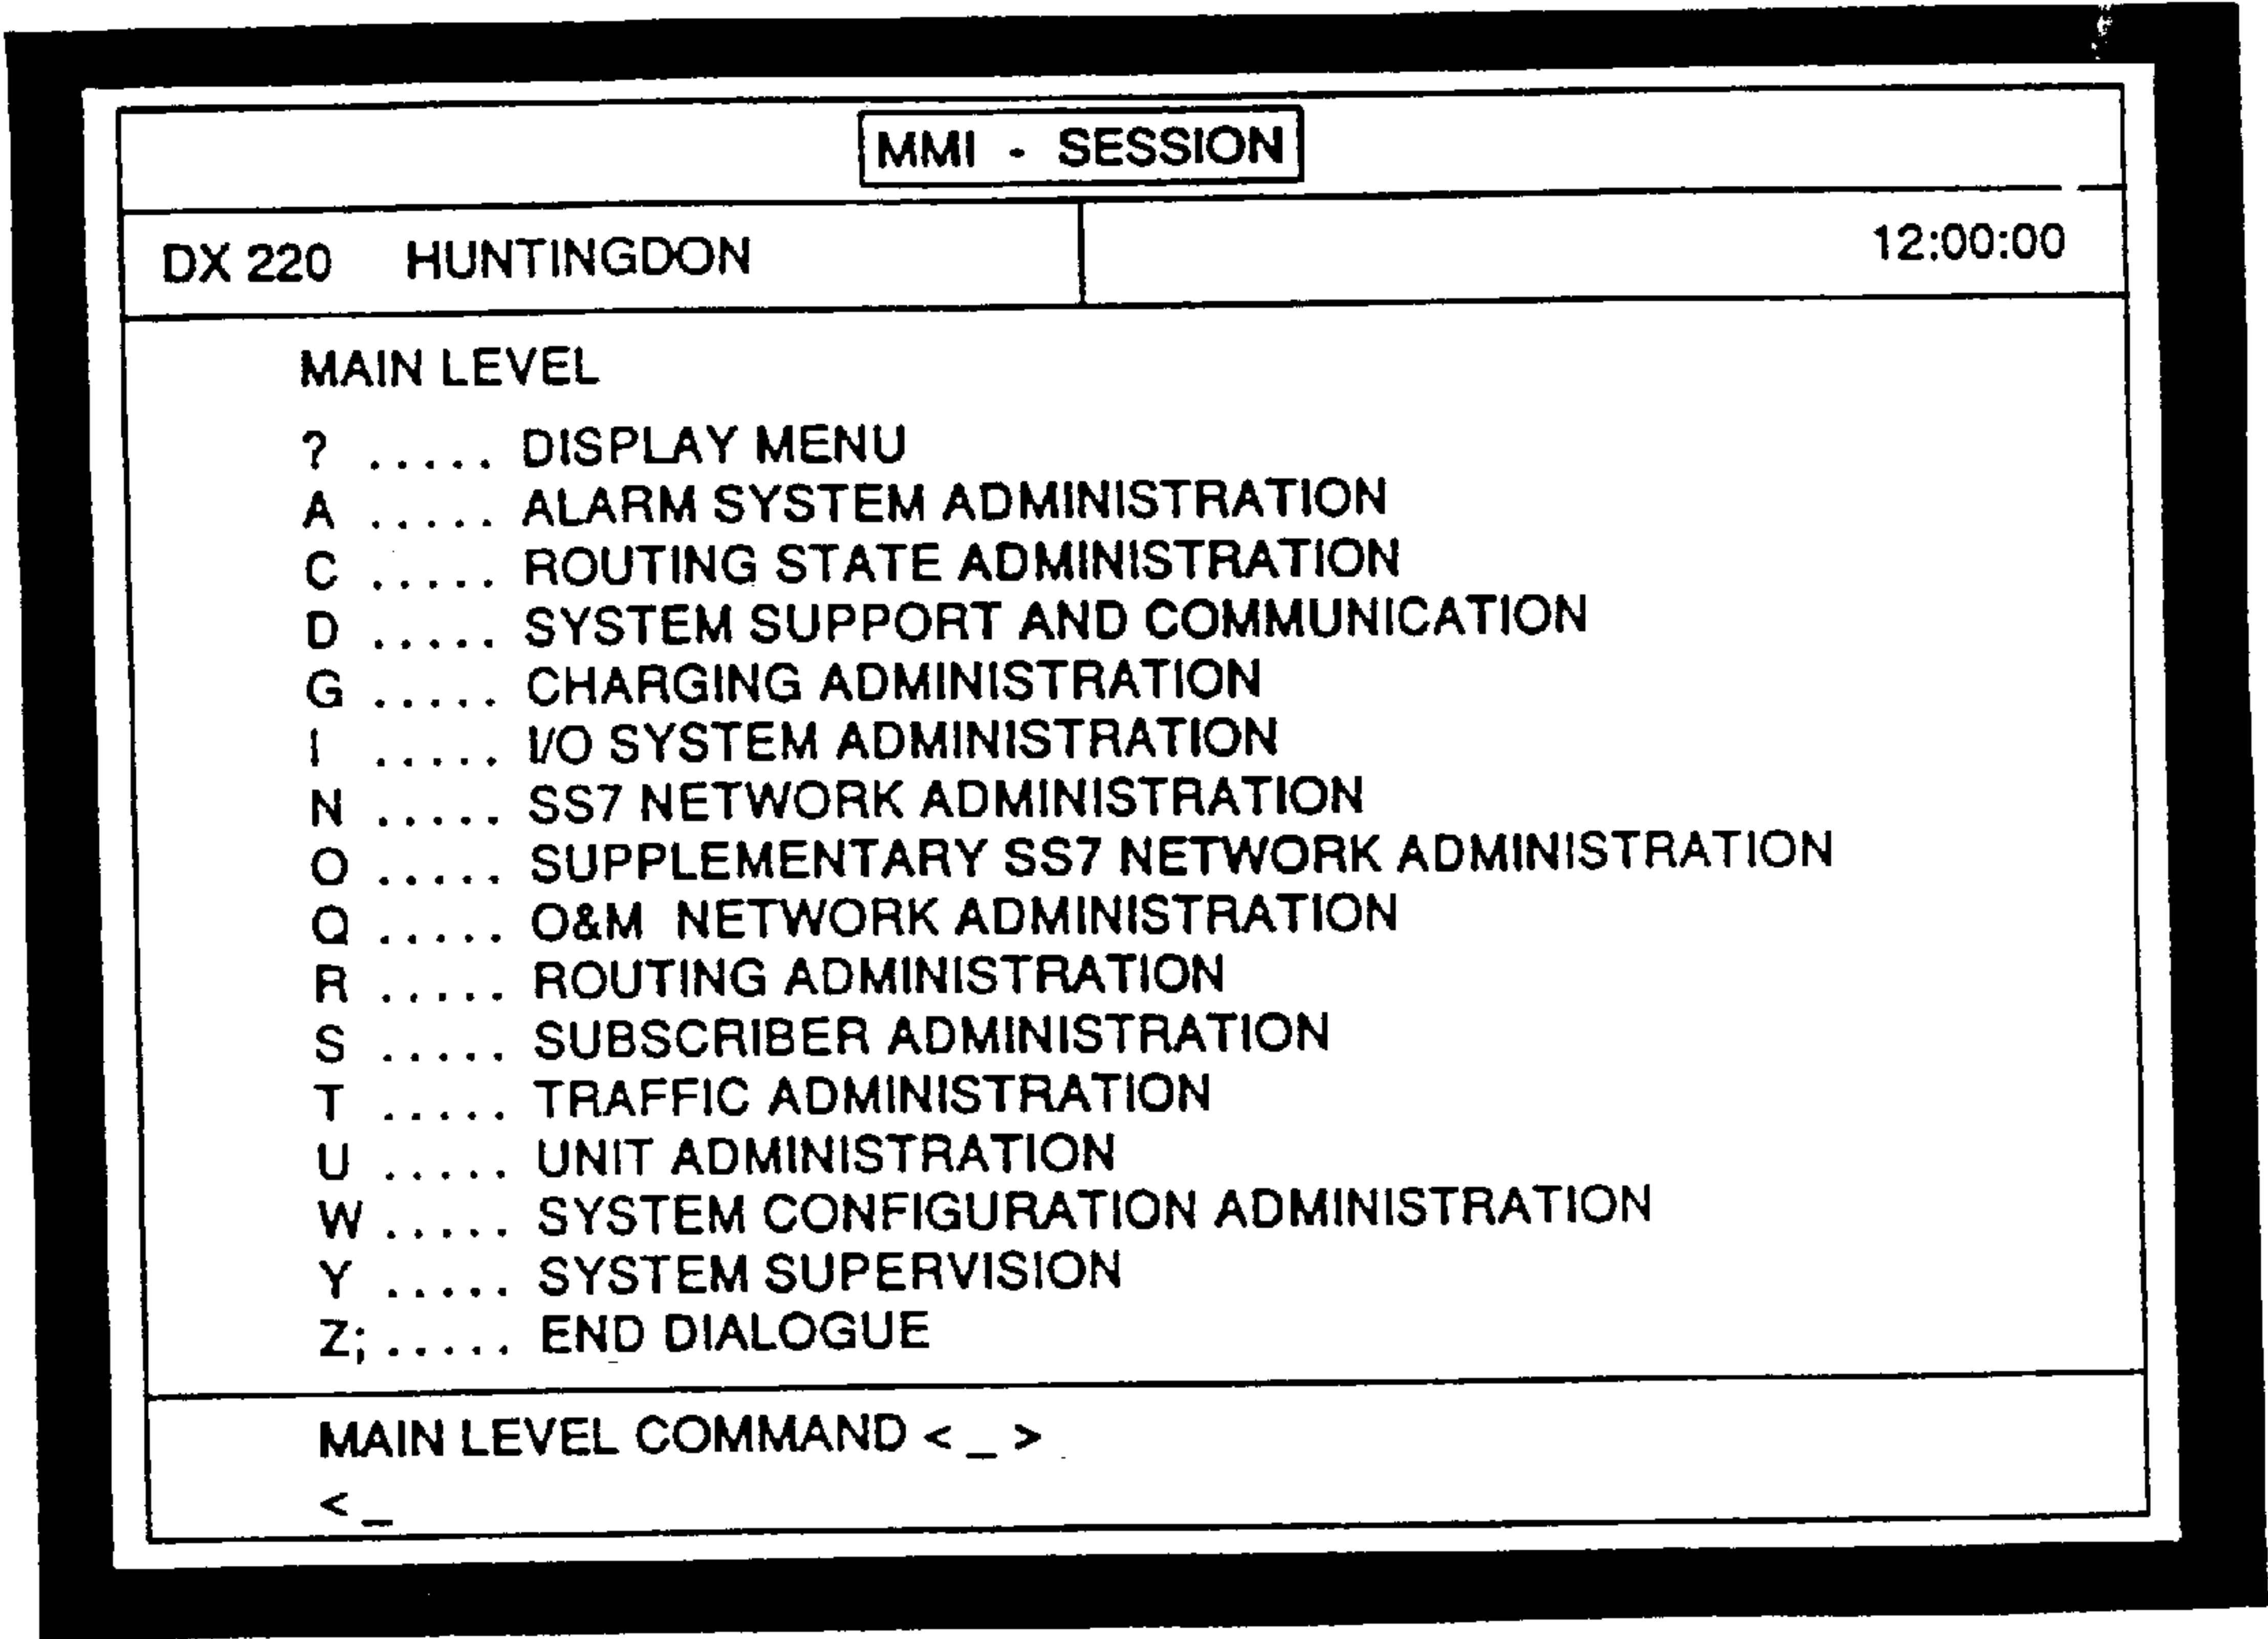 MMI - SESSION
DX 220 HUNTINGDON 12:00:00
MAIN LEVEL
? ..... DISPLAY MENU
A ..... ALARM SYSTEM ADMINISTRATION
C ..... ROUTING STATE ADMINISTRATION
D ..... SYSTEM SUPPORT AND COMMUNICATION
G ..... CHARGING ADMINISTRATION
I ..... I/O SYSTEM ADMINISTRATION
N ..... SS7 NETWORK ADMINISTRATION
O ..... SUPPLEMENTARY SS7 NETWORK ADMINISTRATION
Q ..... O&M NETWORK ADMINISTRATION
R ..... ROUTING ADMINISTRATION
S ..... SUBSCRIBER ADMINISTRATION
T ..... TRAFFIC ADMINISTRATION
U ..... UNIT ADMINISTRATION
W ..... SYSTEM CONFIGURATION ADMINISTRATION
Y ..... SYSTEM SUPERVISION
Z; ..... END DIALOGUE
MAIN LEVEL COMMAND < _ >
< _